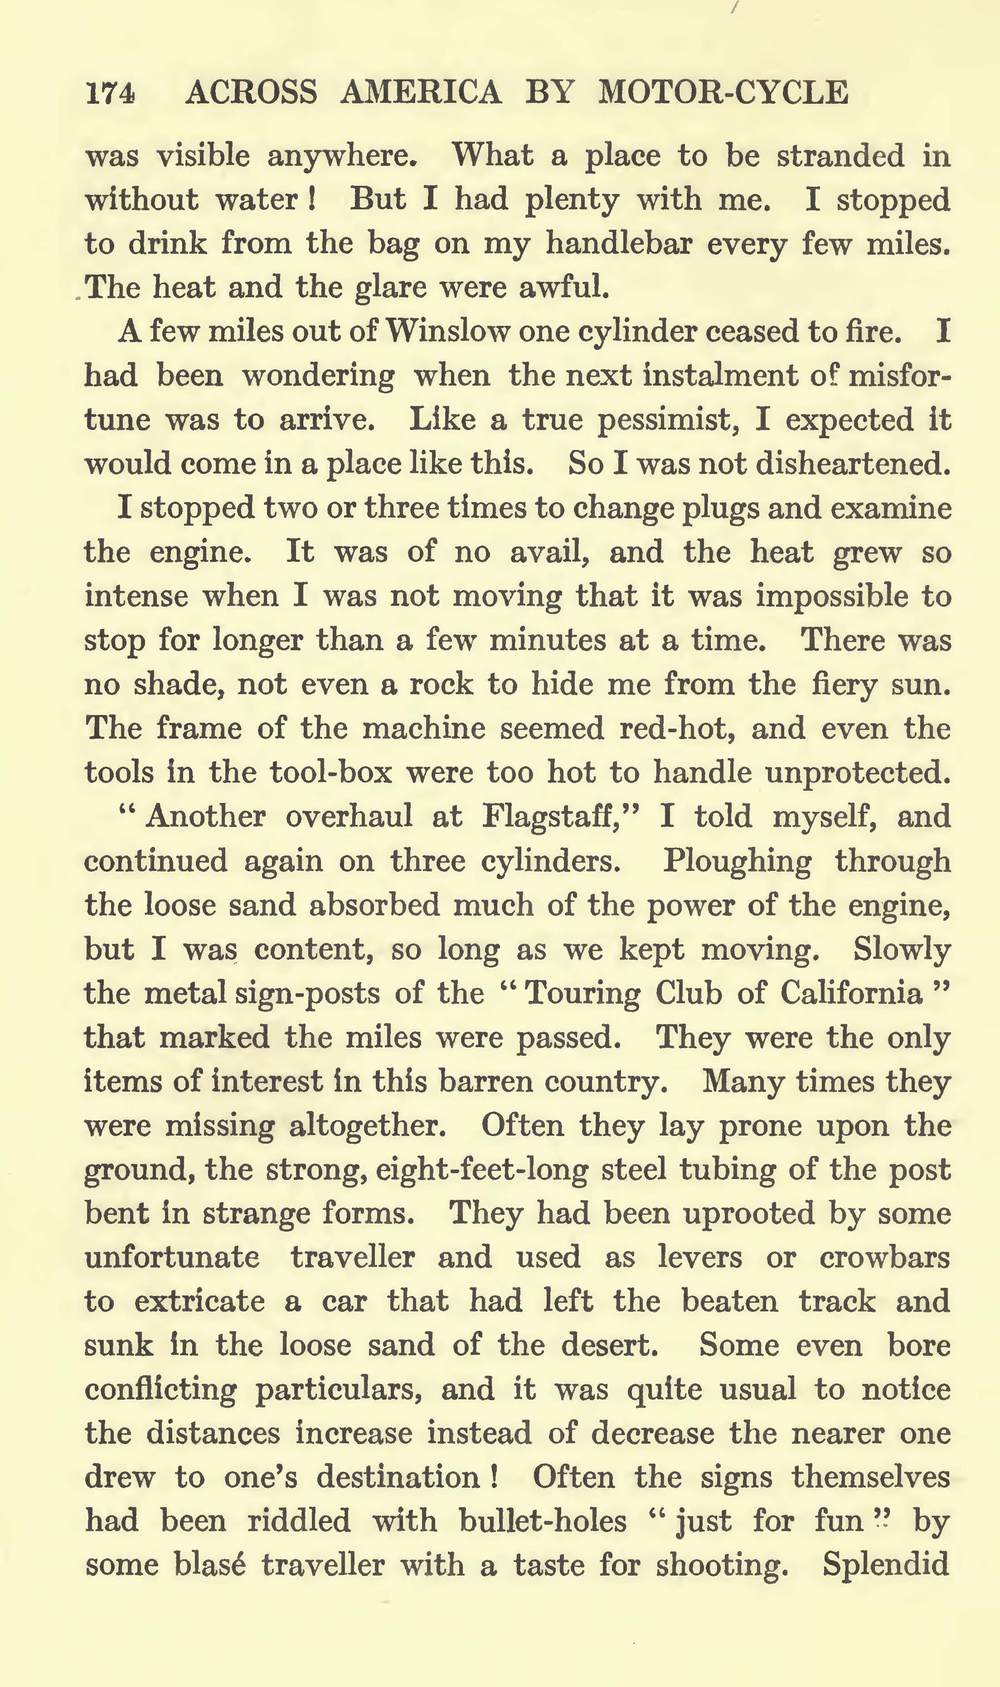 174 ACROSS AMERICA BY MOTOR-CYCLE
was visible anywhere. What a place to be stranded in
without water ! But I had plenty with me. I stopped
to drink from the bag on my handlebar every few miles.
The heat and the glare were awful.
A few miles out of Winslow one cylinder ceased to fire. I
had been wondering when the next instalment of misfor-
tune was to arrive. Like a true pessimist, I expected it
would come in a place like this. So I was not disheartened.
I stopped two or three times to change plugs and examine
the engine. It was of no avail, and the heat grew so
intense when I was not moving that it was impossible to
stop for longer than a few minutes at a time. There was
no shade, not even a rock to hide me from the fiery sun.
The frame of the machine seemed red-hot, and even the
tools in the tool-box were too hot to handle unprotected.
“ Another overhaul at Flagstaff,” I told myself, and
continued again on three cylinders. Ploughing through
the loose sand absorbed much of the power of the engine,
but I was content, so long as we kept moving. Slowly
the metal sign-posts of the “ Touring Club of California ”
that marked the miles were passed. They were the only
items of interest in this barren country. Many times they
were missing altogether. Often they lay prone upon the
ground, the strong, eight-feet-long steel tubing of the post
bent in strange forms. They had been uprooted by some
unfortunate traveller and used as levers or crowbars
to extricate a car that had left the beaten track and
sunk in the loose sand of the desert. Some even bore
conflicting particulars, and it was quite usual to notice
the distances increase instead of decrease the nearer one
drew to one’s destination ! Often the signs themselves
had been riddled with bullet-holes “ just for fun ” by
some blasé traveller with a taste for shooting. Splendid